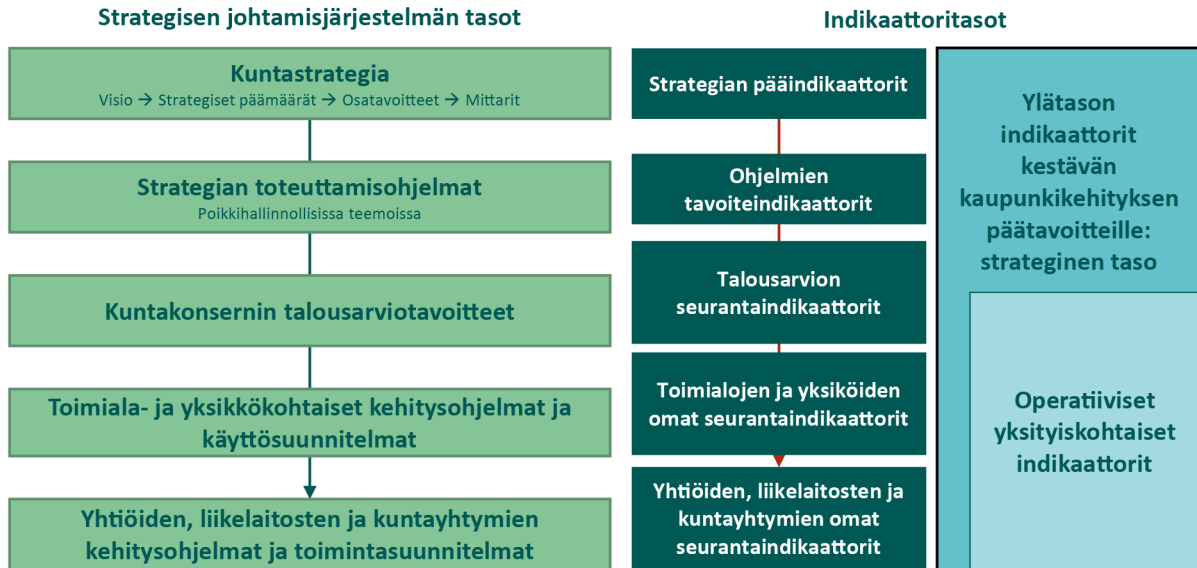 Strategisen johtamisjärjestelmän tasot
Indikaattoritasot
Kuntastrategia
Visio → Strategiset päämäärät → Osatavoitteet → Mittarit
Strategian toteuttamisohjelmat
Poikkihallinnollisissa teemoissa
Kuntakonsernin talousarviotavoitteet
Toimiala- ja yksikkökohtaiset kehitysohjelmat ja
käyttösuunnitelmat
Yhtiöiden, liikelaitosten ja kuntayhtymien
kehitysohjelmat ja toimintasuunnitelmat
Strategian pääindikaattorit
Ohjelmien
tavoiteindikaattorit
Talousarvion
seurantaindikaattorit
Toimialojen ja yksiköiden
omat seurantaindikaattorit
Yhtiöiden, liikelaitosten ja
kuntayhtymien omat
seurantaindikaattorit
Ylätason
indikaattorit
kestävän
kaupunkikehityksen
päätavoitteille:
strateginen taso
Operatiiviset
yksityiskohtaiset
indikaattorit